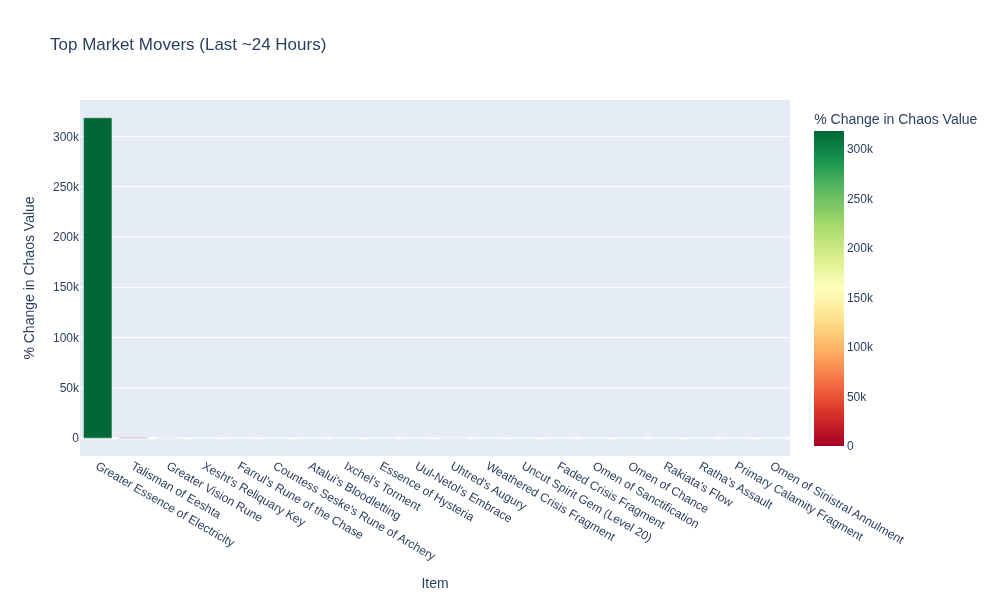 Top Market Movers (Last ~24 Hours)
% Change in Chaos Value
300k
250k
200k
150k
100k
50k
0
Greater Essence of Electricity
Talisman of Eeshta
Greater Vision Rune
Xesht's Reliquary Key
Farrul's Rune of the Chase
Countess Seske's Rune of Archery
Atalui's Bloodletting
Ixchel's Torment
Essence of Hysteria
Uul-Netol's Embrace
Uhtred's Augury
Weathered Crisis Fragment
Uncut Spirit Gem (Level 20)
Faded Crisis Fragment
Omen of Sanctification
Omen of Chance
Rakiata's Flow
Ratha's Assault
Primary Calamity Fragment
Omen of Sinistral Annulment
Item
% Change in Chaos Value
300k
250k
200k
150k
100k
50k
0